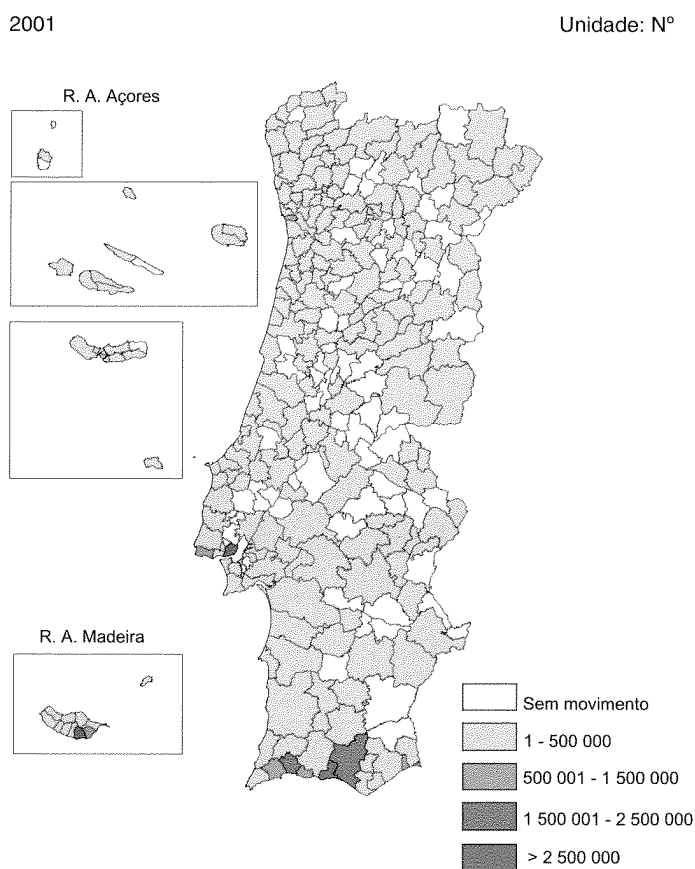 2001 Unidade: Nº
R. A. Açores
R. A. Madeira
Sem movimento
1 - 500 000
500 001 - 1 500 000
1 500 001 - 2 500 000
> 2 500 000